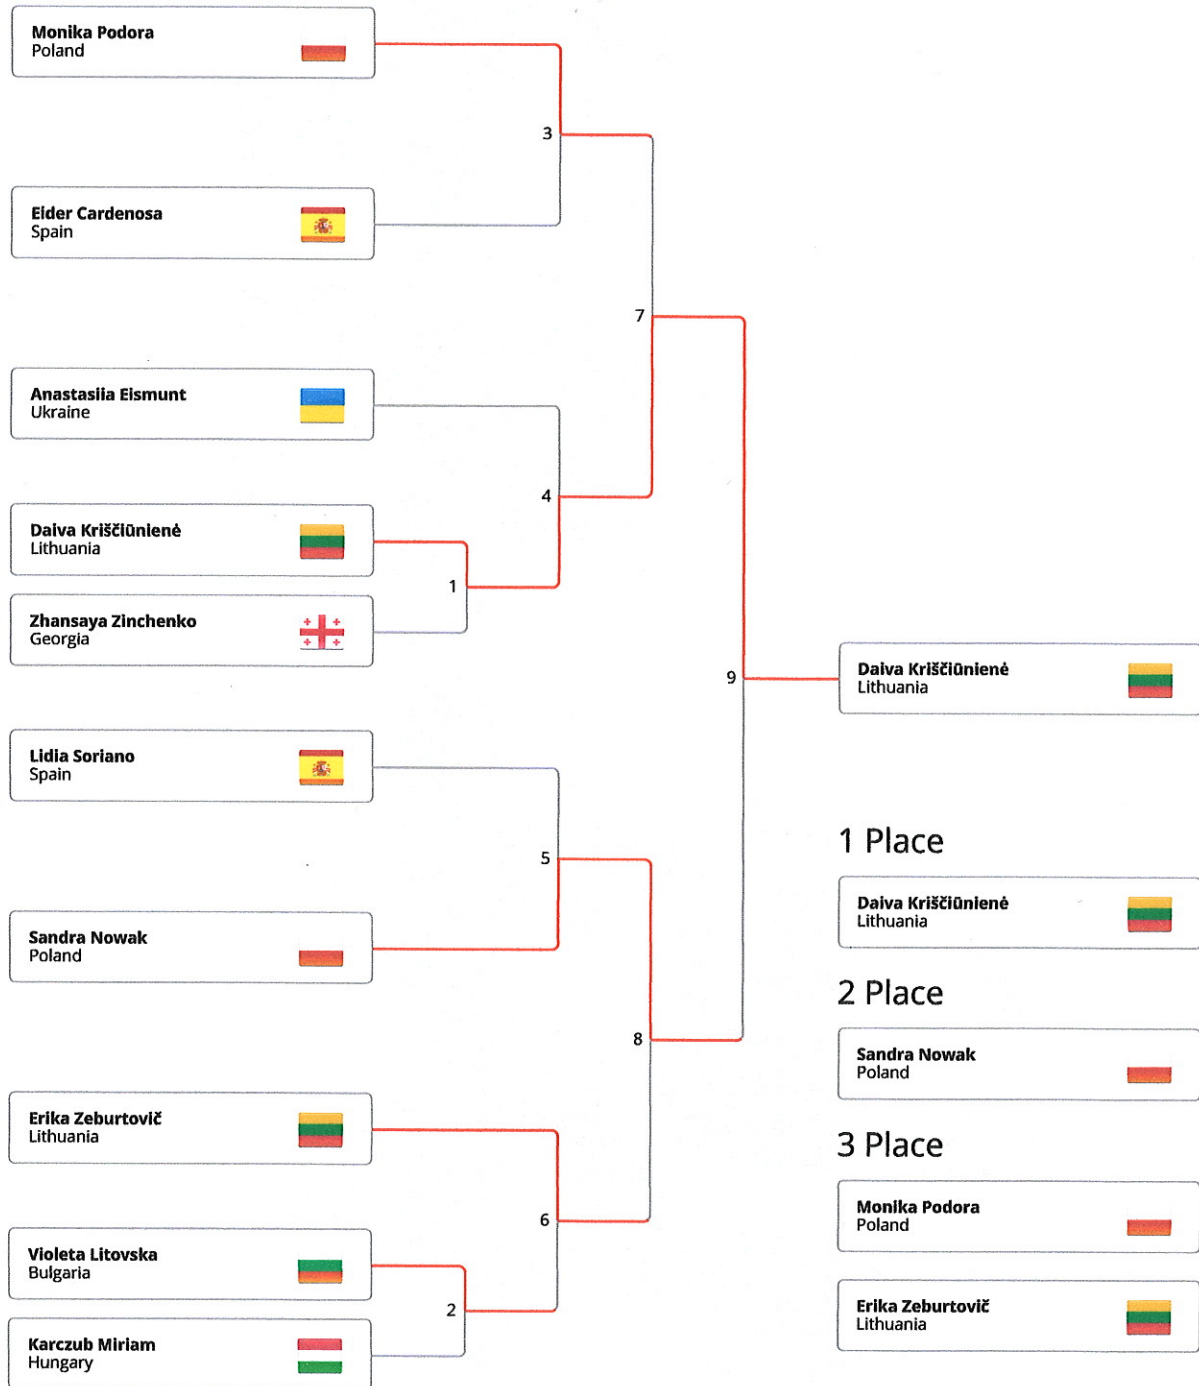 Monika Podora
Poland
3
Eider Cardenosa
Spain
7
Anastasiia Eismunt
Ukraine
4
Daiva Kriščiūnienė
Lithuania
1
Zhansaya Zinchenko
Georgia
9
Daiva Kriščiūnienė
Lithuania
Lidia Soriano
Spain
5
Sandra Nowak
Poland
8
Erika Zeburtovič
Lithuania
6
Violeta Litovska
Bulgaria
2
Karczub Miriam
Hungary
1 Place
Daiva Kriščiūnienė
Lithuania
2 Place
Sandra Nowak
Poland
3 Place
Monika Podora
Poland
Erika Zeburtovič
Lithuania